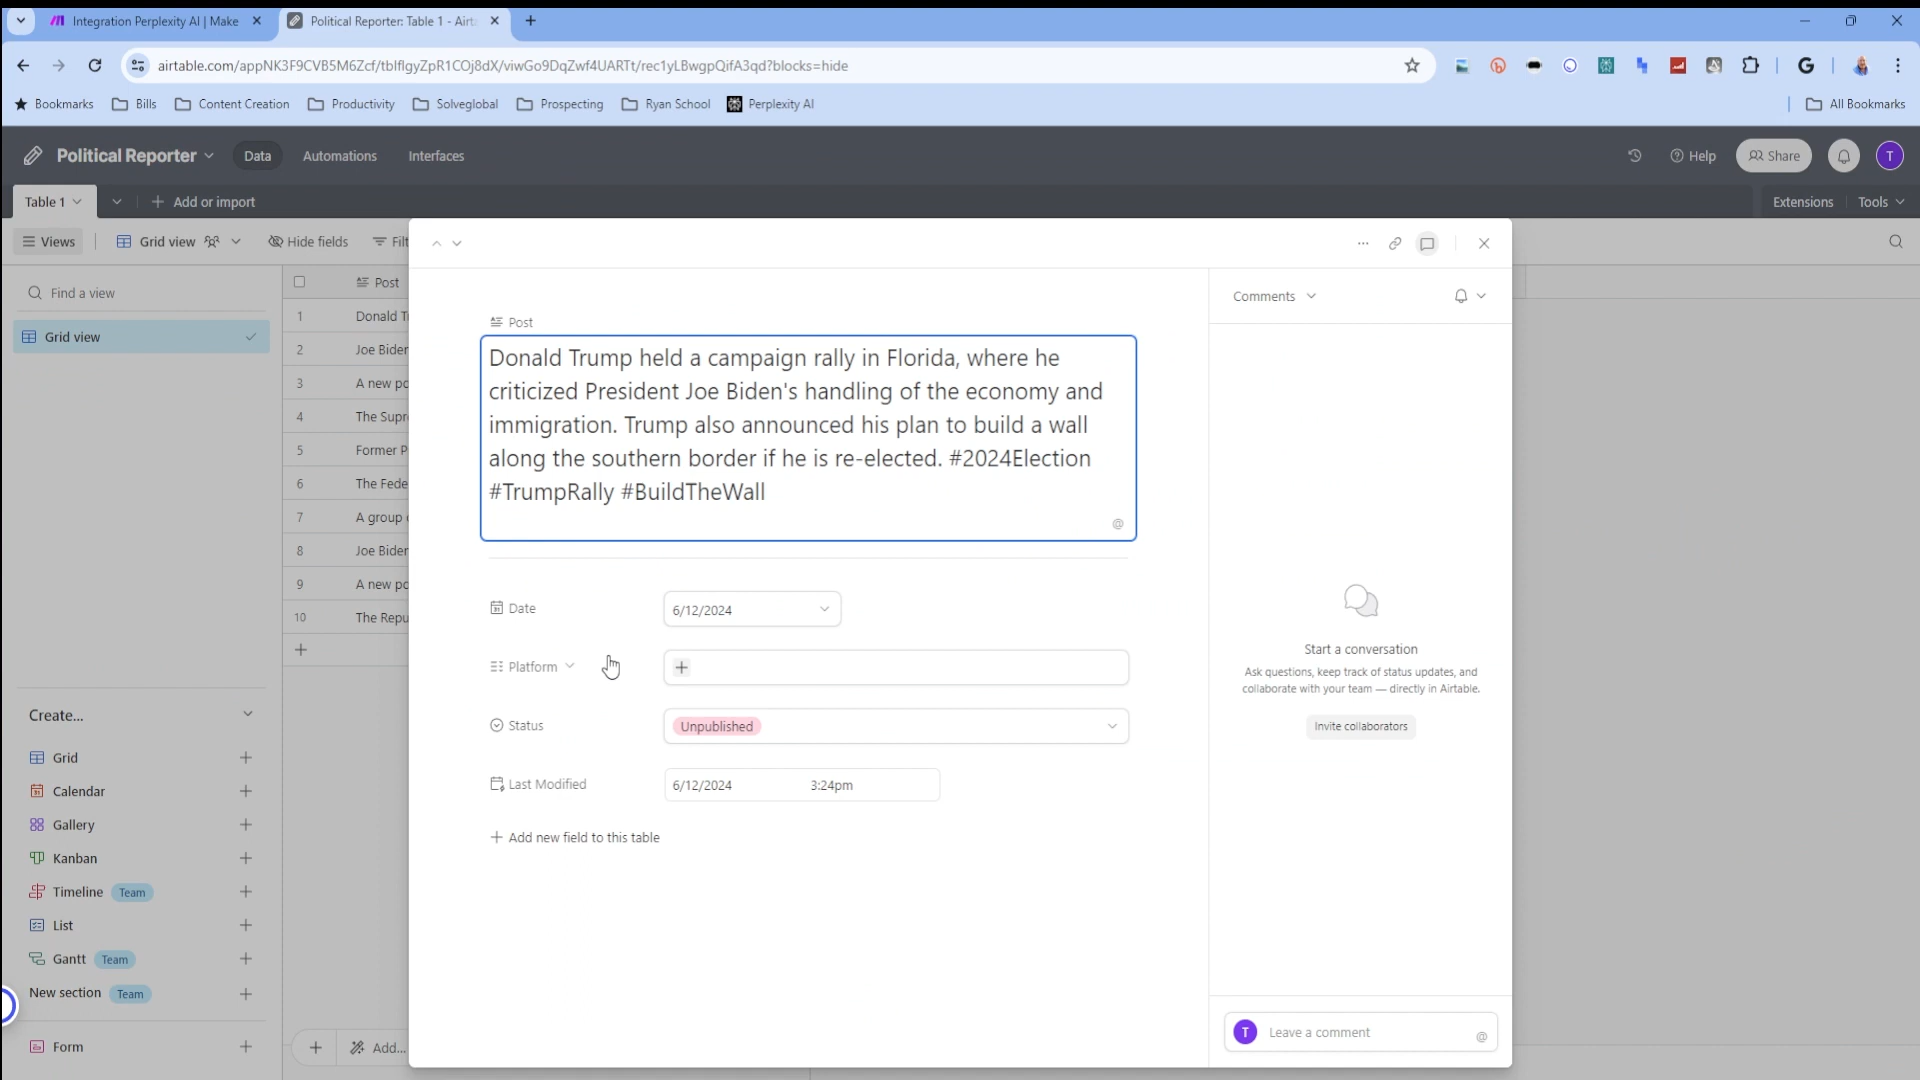 Integration Perplexity AI | Make
Political Reporter: Table 1 - Airta
airtable.com/appNK3F9CVB5M6Zcf/tblflgyZpR1COj8dX/viwGo9DqZwf4UARTt/rec1yLBwgpQifA3qd?blocks=hide
Bookmarks
Bills
Content Creation
Productivity
Solveglobal
Prospecting
Ryan School
Perplexity AI
All Bookmarks
Political Reporter
Data
Automations
Interfaces
Help
Share
T
Table 1
Add or import
Extensions
Tools
Views
Grid view
Hide fields
Filt
Find a view
Grid view
Post
1 Donald Tr
2 Joe Biden
3 A new po
4 The Supr
5 Former P
6 The Fede
7 A group o
8 Joe Biden
9 A new po
10 The Repu
Create...
Grid
Calendar
Gallery
Kanban
Timeline Team
List
Gantt Team
New section Team
Form
Add...
Post
Donald Trump held a campaign rally in Florida, where he
criticized President Joe Biden's handling of the economy and
immigration. Trump also announced his plan to build a wall
along the southern border if he is re-elected. #2024Election
#TrumpRally #BuildTheWall
@
Date 6/12/2024
Platform
Status Unpublished
Last Modified 6/12/2024 3:24pm
Add new field to this table
Comments
Start a conversation
Ask questions, keep track of status updates, and
collaborate with your team — directly in Airtable.
Invite collaborators
T Leave a comment @